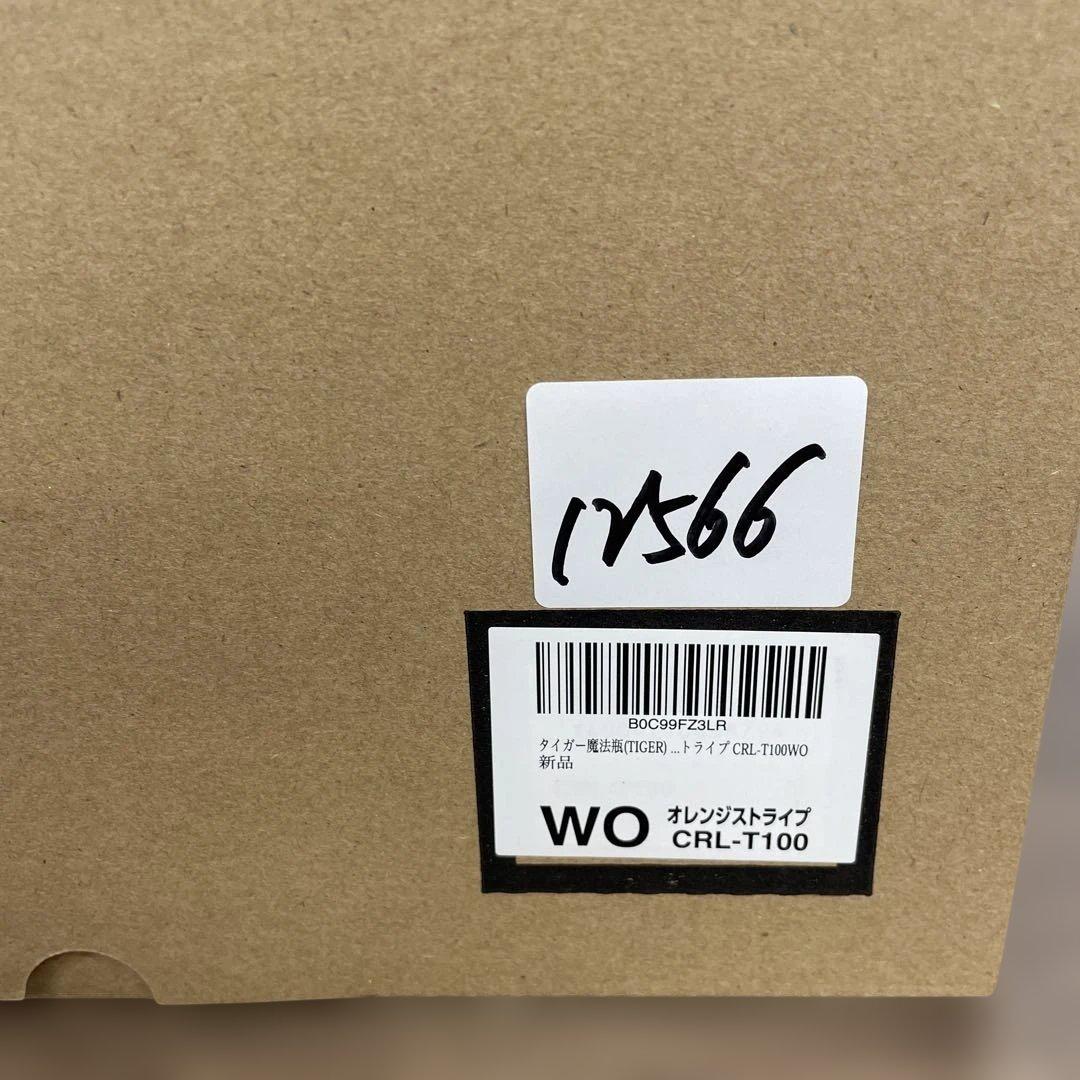 12566
B0C99FZ3LR
タイガー魔法瓶(TIGER) ...トライプ CRL-T100WO
新品
WO オレンジストライプ
CRL-T100